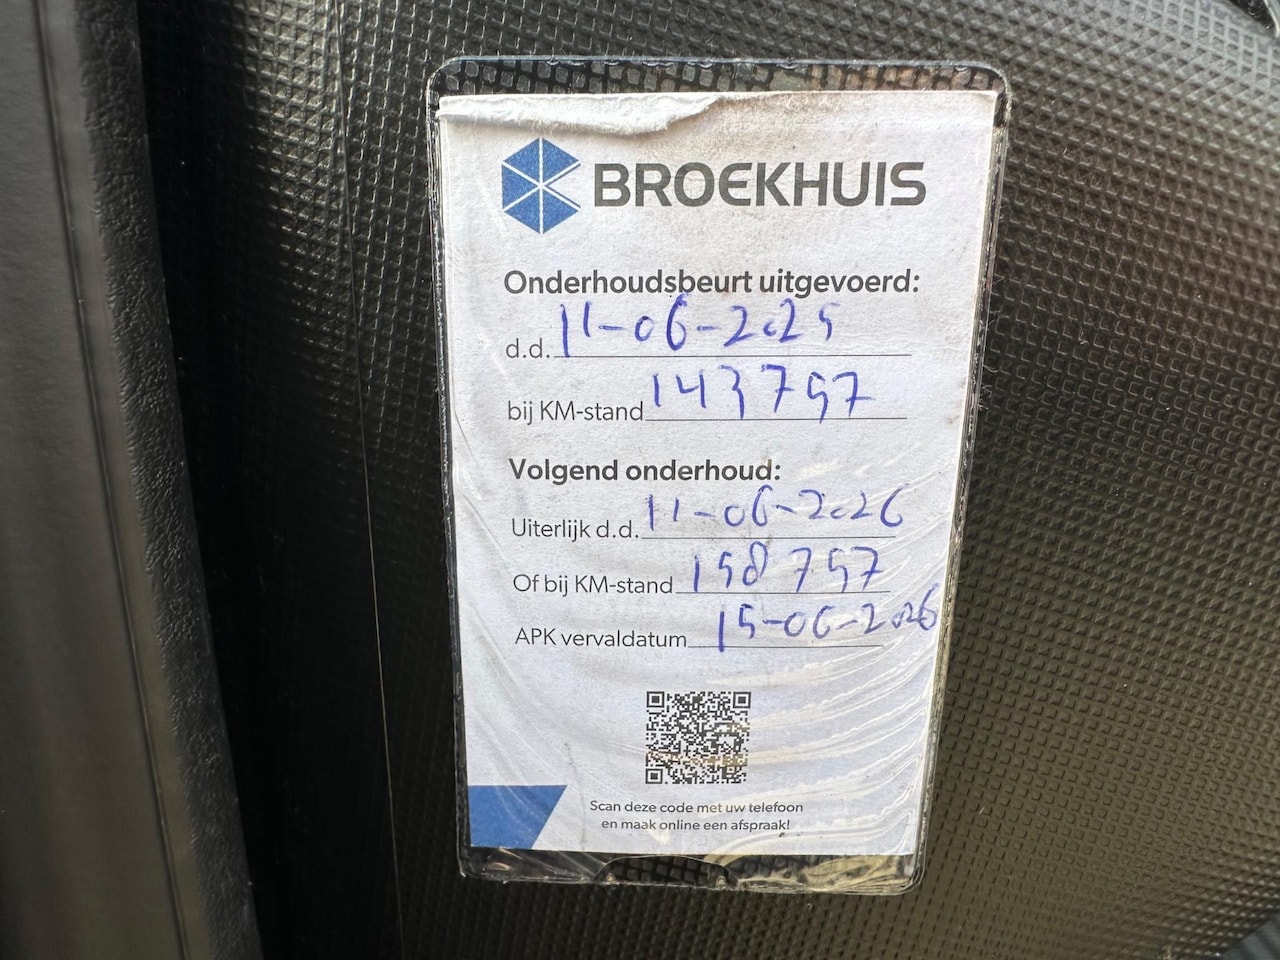 BROEKHUIS
Onderhoudsbeurt uitgevoerd:
d.d. 11-06-2025
bij KM-stand 143757
Volgend onderhoud:
Uiterlijk d.d. 11-06-2026
Of bij KM-stand 158757
APK vervaldatum 15-06-2026
Scan deze code met uw telefoon
en maak online een afspraak!